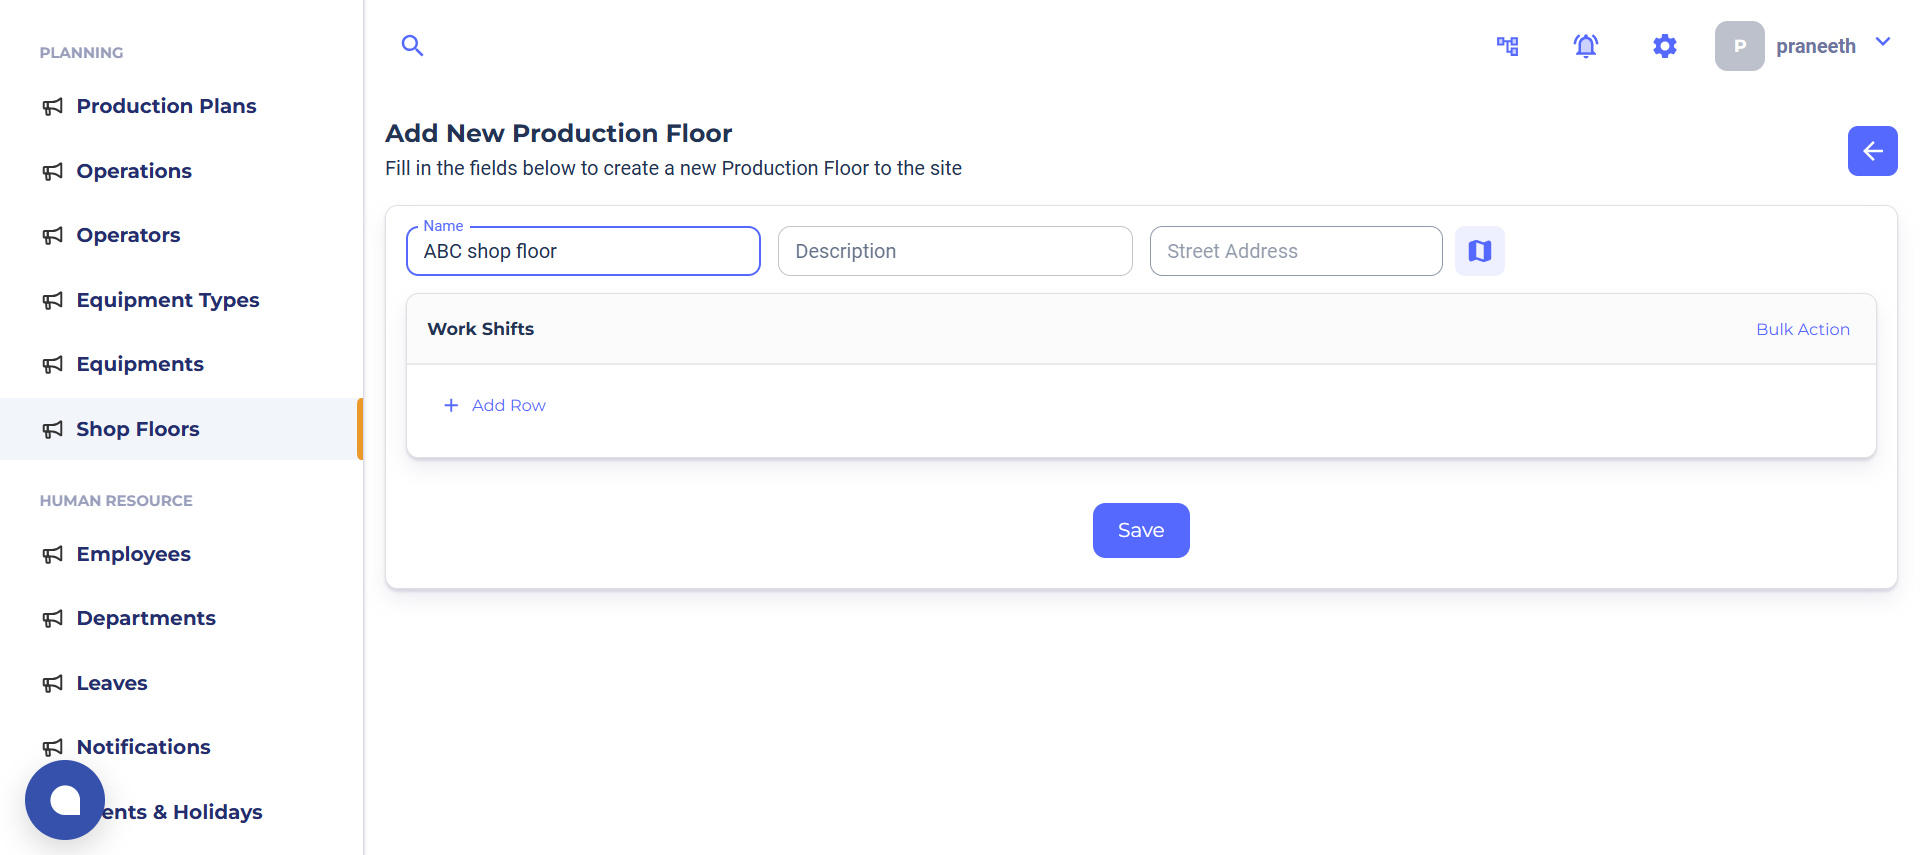 PLANNING
Production Plans
Operations
Operators
Equipment Types
Equipments
Shop Floors
HUMAN RESOURCE
Employees
Departments
Leaves
Notifications
ents & Holidays
P praneeth
Add New Production Floor
Fill in the fields below to create a new Production Floor to the site
Name
ABC shop floor
Description
Street Address
Work Shifts
Bulk Action
+ Add Row
Save